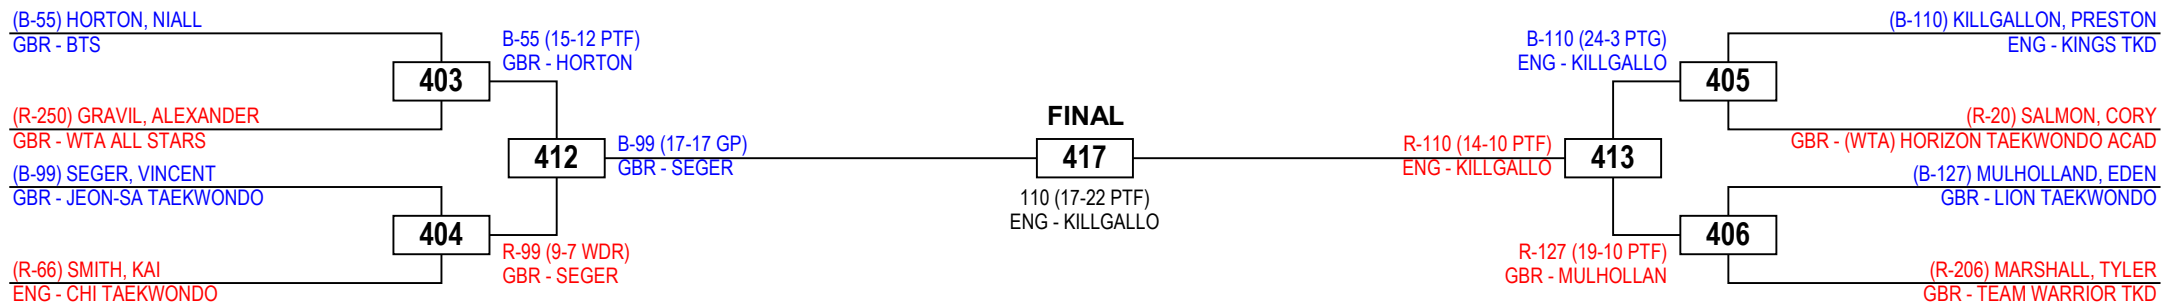 (B-55) HORTON, NIALL
GBR - BTS
403
(R-250) GRAVIL, ALEXANDER
GBR - WTA ALL STARS
(B-99) SEGER, VINCENT
GBR - JEON-SA TAEKWONDO
404
(R-66) SMITH, KAI
ENG - CHI TAEKWONDO
B-55 (15-12 PTF)
GBR - HORTON
412
R-99 (9-7 WDR)
GBR - SEGER
B-99 (17-17 GP)
GBR - SEGER
FINAL
417
110 (17-22 PTF)
ENG - KILLGALLO
R-110 (14-10 PTF)
ENG - KILLGALLO
B-110 (24-3 PTG)
ENG - KILLGALLO
413
R-127 (19-10 PTF)
GBR - MULHOLLAN
(B-110) KILLGALLON, PRESTON
ENG - KINGS TKD
405
(R-20) SALMON, CORY
GBR - (WTA) HORIZON TAEKWONDO ACAD
(B-127) MULHOLLAND, EDEN
GBR - LION TAEKWONDO
406
(R-206) MARSHALL, TYLER
GBR - TEAM WARRIOR TKD